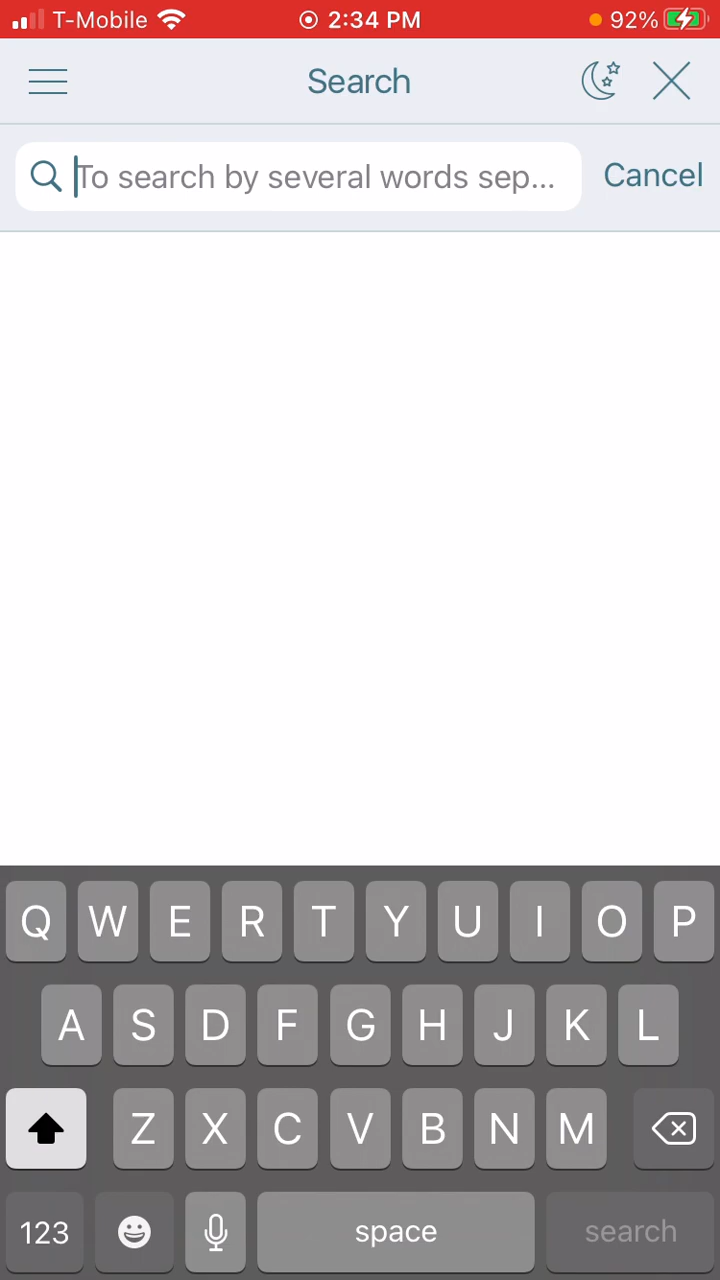 T-Mobile 2:34 PM 92%
Search
To search by several words sep... Cancel
Q W E R T Y U I O P
A S D F G H J K L
Z X C V B N M
123 space search